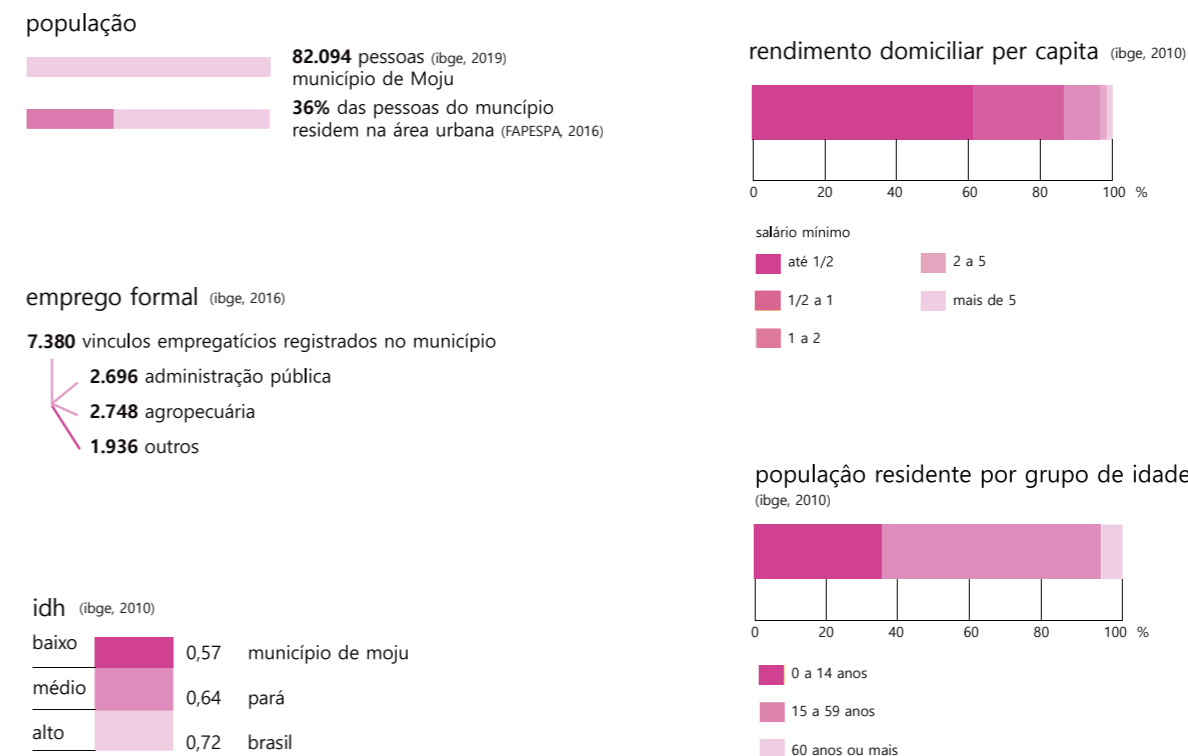 população
82.094 pessoas (ibge, 2019)
município de Moju
36% das pessoas do muncípio
residem na área urbana (FAPESPA, 2016)
emprego formal (ibge, 2016)
7.380 vinculos empregatícios registrados no município
2.696 administração pública
2.748 agropecuária
1.936 outros
idh (ibge, 2010)
baixo 0,57 município de moju
médio 0,64 pará
alto 0,72 brasil
rendimento domiciliar per capita (ibge, 2010)
0 20 40 60 80 100 %
salário mínimo
até 1/2 2 a 5
1/2 a 1 mais de 5
1 a 2
populaçâo residente por grupo de idade
(ibge, 2010)
0 20 40 60 80 100 %
0 a 14 anos
15 a 59 anos
60 anos ou mais